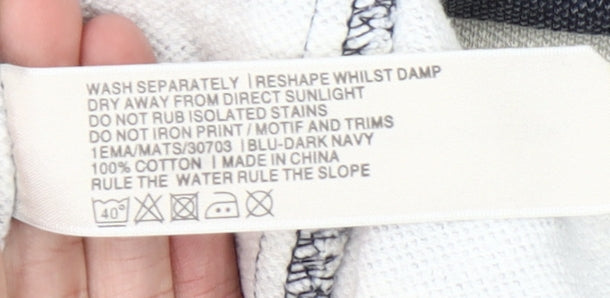 WASH SEPARATELY | RESHAPE WHILST DAMP
DRY AWAY FROM DIRECT SUNLIGHT
DO NOT RUB ISOLATED STAINS
DO NOT IRON PRINT / MOTIF AND TRIMS
1EMA/MATS/30703 | BLU-DARK NAVY
100% COTTON | MADE IN CHINA
RULE THE WATER RULE THE SLOPE
40°